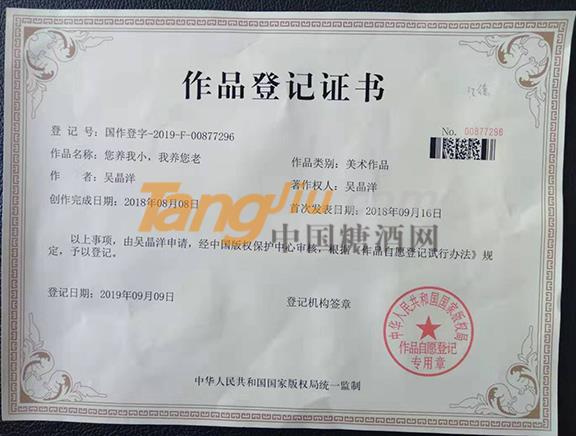 作品登记证书
登 记 号：国作登字-2019-F-00877296
No. 00877296
作品名称：您养我小，我养您老
作品类别：美术作品
作 者：吴晶洋
著作权人：吴晶洋
创作完成日期：2018年08月08日
首次发表日期：2018年09月16日
Tangjiu.com
中国糖酒网
以上事项，由吴晶洋申请，经中国版权保护中心审核，根据《作品自愿登记试行办法》规
定，予以登记。
登记日期：2019年09月09日
登记机构签章
中华人民共和国国家版权局
作品自愿登记
专用章
中华人民共和国国家版权局统一监制